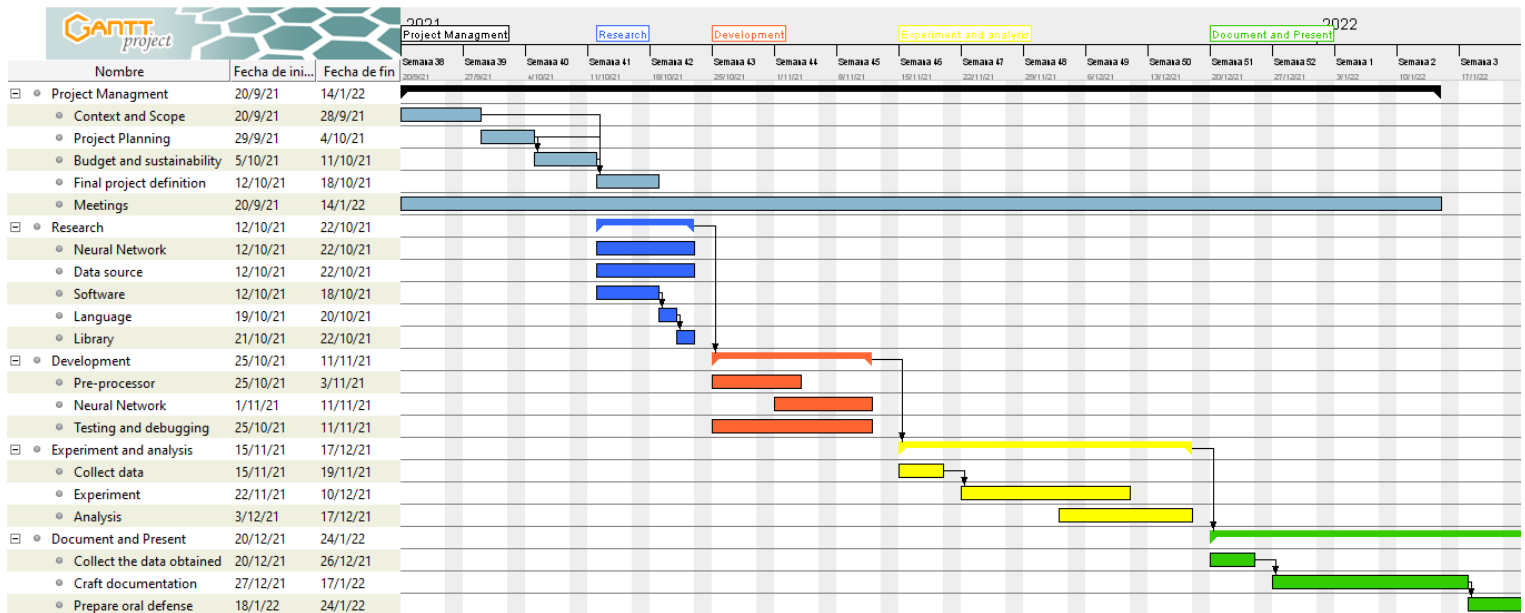 GANTT
project
2021 2022
Project Managment Research Development Experiment and analysis Document and Present
Semana 38 Semana 39 Semana 40 Semana 41 Semana 42 Semana 43 Semana 44 Semana 45 Semana 46 Semana 47 Semana 48 Semana 49 Semana 50 Semana 51 Semana 52 Semana 1 Semana 2 Semana 3
Nombre Fecha de ini... Fecha de fin 20/9/21 27/9/21 4/10/21 11/10/21 18/10/21 25/10/21 1/11/21 8/11/21 15/11/21 22/11/21 29/11/21 6/12/21 13/12/21 20/12/21 27/12/21 3/1/22 10/1/22 17/1/22
Project Managment 20/9/21 14/1/22
Context and Scope 20/9/21 28/9/21
Project Planning 29/9/21 4/10/21
Budget and sustainability 5/10/21 11/10/21
Final project definition 12/10/21 18/10/21
Meetings 20/9/21 14/1/22
Research 12/10/21 22/10/21
Neural Network 12/10/21 22/10/21
Data source 12/10/21 22/10/21
Software 12/10/21 18/10/21
Language 19/10/21 20/10/21
Library 21/10/21 22/10/21
Development 25/10/21 11/11/21
Pre-processor 25/10/21 3/11/21
Neural Network 1/11/21 11/11/21
Testing and debugging 25/10/21 11/11/21
Experiment and analysis 15/11/21 17/12/21
Collect data 15/11/21 19/11/21
Experiment 22/11/21 10/12/21
Analysis 3/12/21 17/12/21
Document and Present 20/12/21 24/1/22
Collect the data obtained 20/12/21 26/12/21
Craft documentation 27/12/21 17/1/22
Prepare oral defense 18/1/22 24/1/22